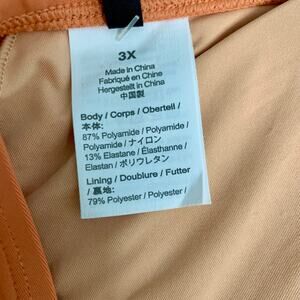 3X
Made in China
Fabriqué en Chine
Hergestellt in China
中国製
Body / Corps / Oberteil /
本体:
87% Polyamide / Polyamide /
Polyamide / ナイロン
13% Elastane / Élasthanne /
Elastan / ポリウレタン
Lining / Doublure / Futter
/ 裏地:
79% Polyester / Polyester /